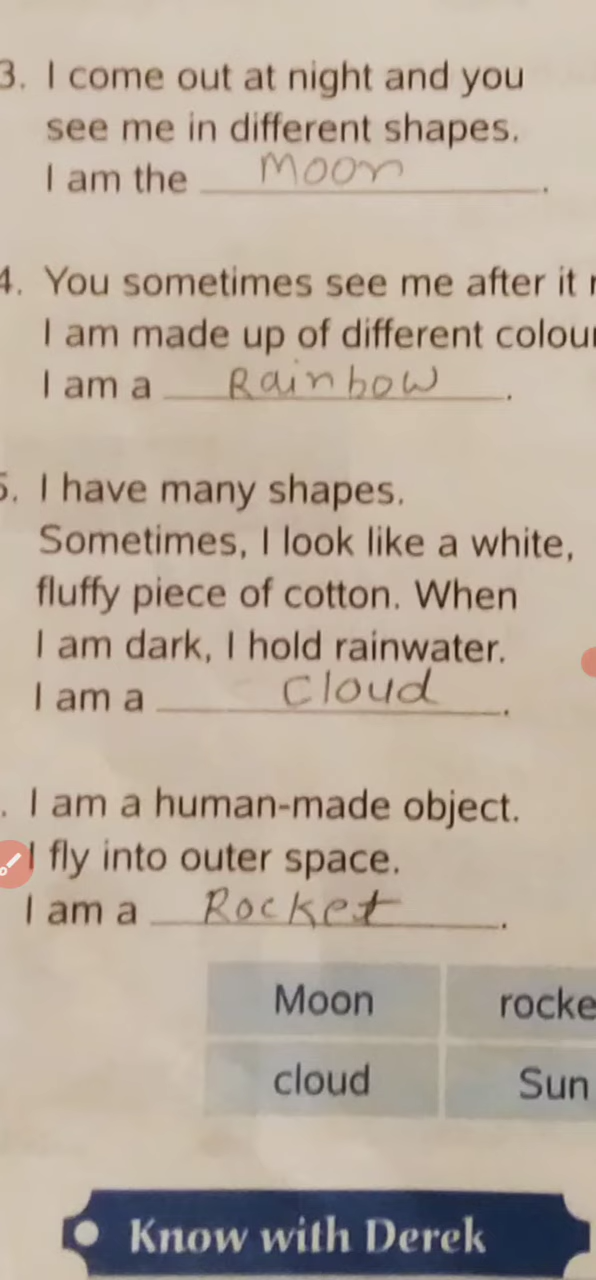 3. I come out at night and you
see me in different shapes.
I am the Moon.
4. You sometimes see me after it
I am made up of different
I am a Rainbow.
5. I have many shapes.
Sometimes, I look like a white,
fluffy piece of cotton. When
I am dark, I hold rainwater.
I am a Cloud.
. I am a human-made object.
I fly into outer space.
I am a Rocket.
Moon rocke
cloud Sun
Know with Derek